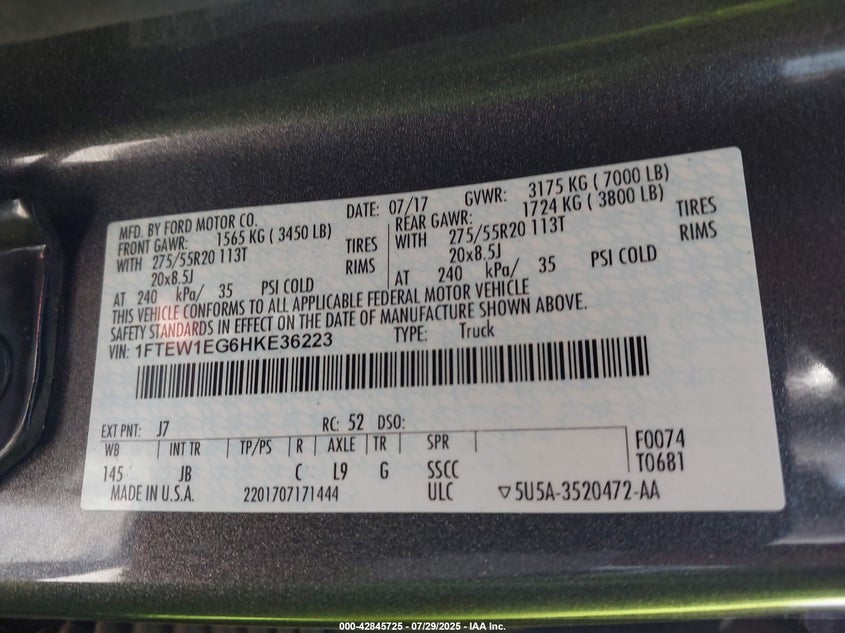 MFD. BY FORD MOTOR CO. DATE: 07/17 GVWR: 3175 KG ( 7000 LB)
FRONT GAWR: 1565 KG ( 3450 LB) REAR GAWR: 1724 KG ( 3800 LB)
WITH 275/55R20 113T TIRES WITH 275/55R20 113T TIRES
20x8.5J RIMS 20x8.5J RIMS
AT 240 kPa/ 35 PSI COLD AT 240 kPa/ 35 PSI COLD
THIS VEHICLE CONFORMS TO ALL APPLICABLE FEDERAL MOTOR VEHICLE
SAFETY STANDARDS IN EFFECT ON THE DATE OF MANUFACTURE SHOWN ABOVE.
VIN: 1FTEW1EG6HKE36223 TYPE: Truck
EXT PNT: J7 RC: 52 DSO:
WB INT TR TP/PS R AXLE TR SPR F0074
145 JB C L9 G SSCC T0681
MADE IN U.S.A. 2201707171444 ULC ▽5U5A-3520472-AA
000-42845725 - 07/29/2025 - IAA Inc.